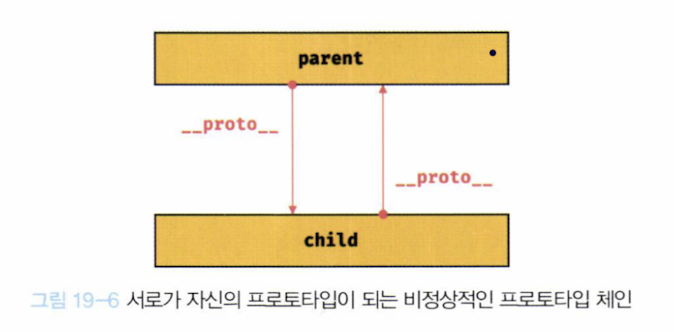 parent
__proto__
__proto__
child
그림 19-6 서로가 자신의 프로토타입이 되는 비정상적인 프로토타입 체인